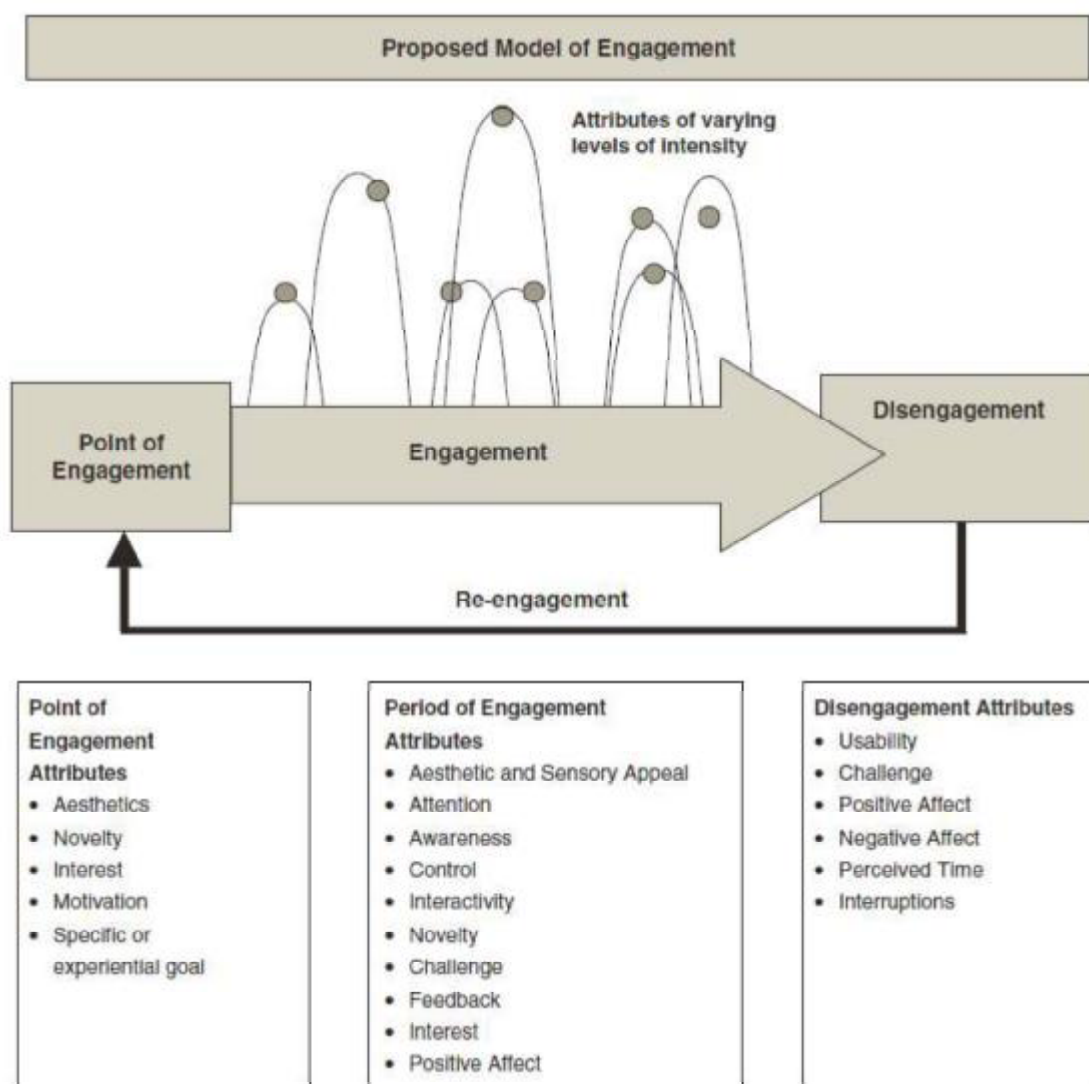 Proposed Model of Engagement
Attributes of varying
levels of intensity
Point of
Engagement
Engagement
Disengagement
Re-engagement
Point of
Engagement
Attributes
• Aesthetics
• Novelty
• Interest
• Motivation
• Specific or
experiential goal
Period of Engagement
Attributes
• Aesthetic and Sensory Appeal
• Attention
• Awareness
• Control
• Interactivity
• Novelty
• Challenge
• Feedback
• Interest
• Positive Affect
Disengagement Attributes
• Usability
• Challenge
• Positive Affect
• Negative Affect
• Perceived Time
• Interruptions